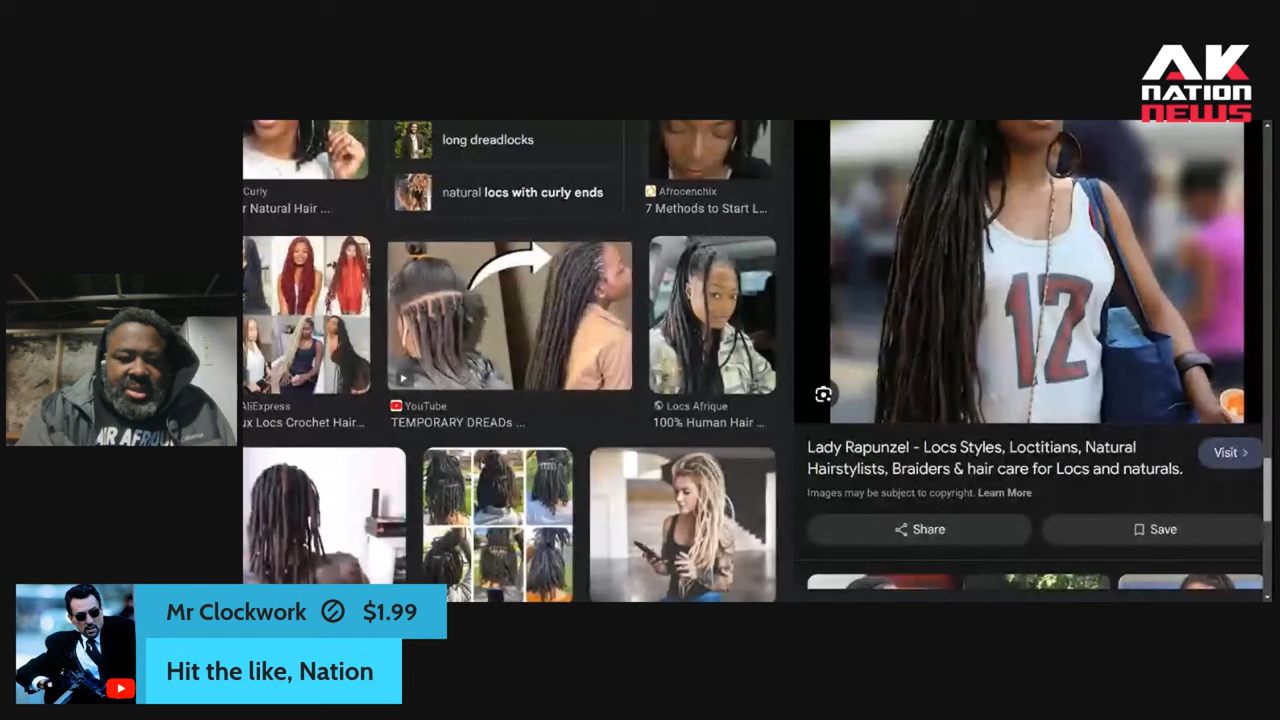 AK
NATION
NEWS
long dreadlocks
natural locs with curly ends
Curly
r Natural Hair ...
Afrocenchix
7 Methods to Start L...
12
AliExpress
ux Locs Crochet Hair...
YouTube
TEMPORARY DREADs ...
Locs Afrique
100% Human Hair ...
Lady Rapunzel - Locs Styles, Loctitians, Natural
Hairstylists, Braiders & hair care for Locs and naturals.
Visit >
Images may be subject to copyright. Learn More
Share
Save
AIR AFRIQU
Mr Clockwork $1.99
Hit the like, Nation